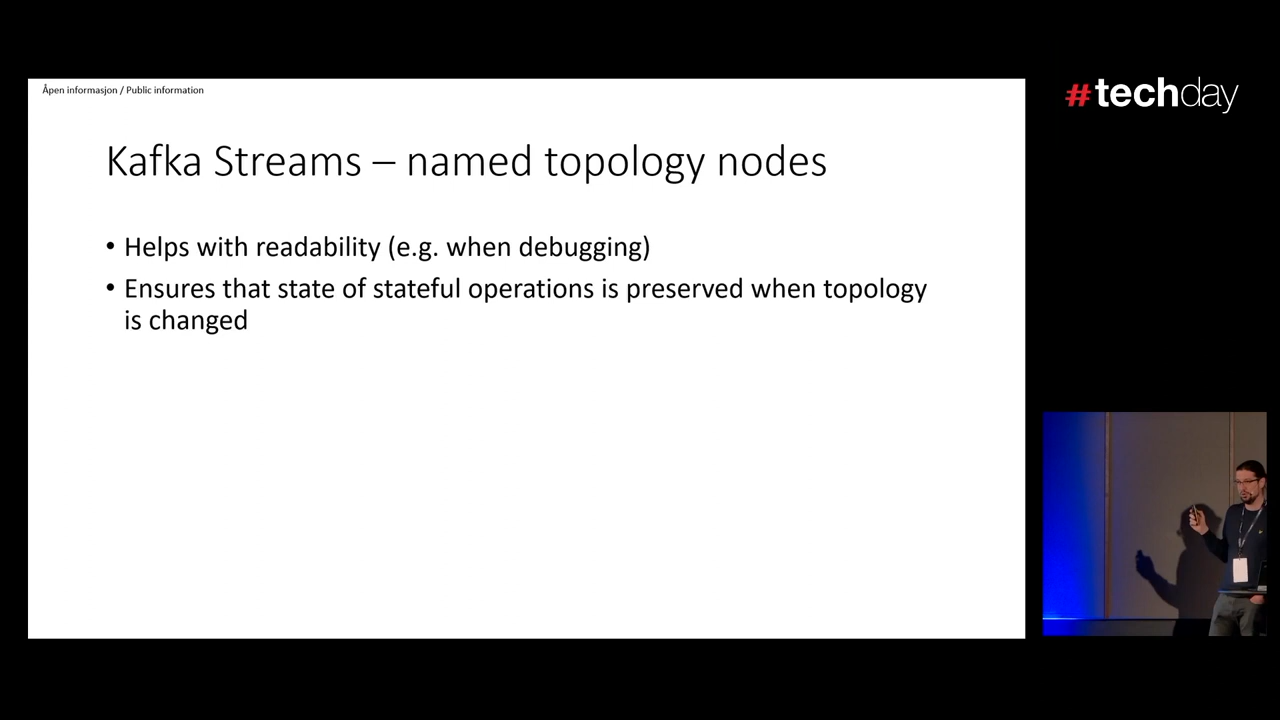 Åpen informasjon / Public information
#techday
Kafka Streams – named topology nodes
• Helps with readability (e.g. when debugging)
• Ensures that state of stateful operations is preserved when topology
is changed